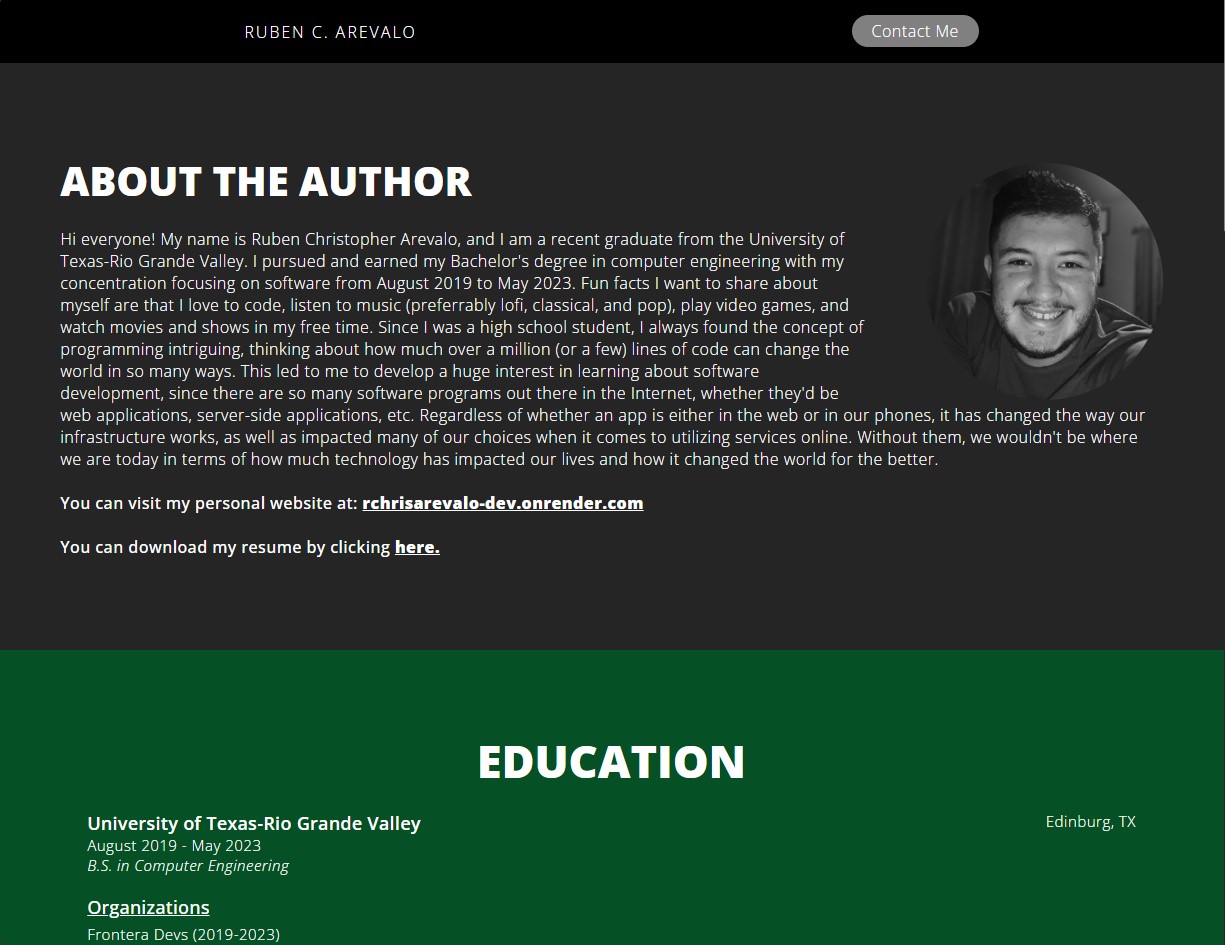 RUBEN C. AREVALO
Contact Me
ABOUT THE AUTHOR
Hi everyone! My name is Ruben Christopher Arevalo, and I am a recent graduate from the University of
Texas-Rio Grande Valley. I pursued and earned my Bachelor's degree in computer engineering with my
concentration focusing on software from August 2019 to May 2023. Fun facts I want to share about
myself are that I love to code, listen to music (preferrably lofi, classical, and pop), play video games, and
watch movies and shows in my free time. Since I was a high school student, I always found the concept of
programming intriguing, thinking about how much over a million (or a few) lines of code can change the
world in so many ways. This led to me to develop a huge interest in learning about software
development, since there are so many software programs out there in the Internet, whether they'd be
web applications, server-side applications, etc. Regardless of whether an app is either in the web or in our phones, it has changed the way our
infrastructure works, as well as impacted many of our choices when it comes to utilizing services online. Without them, we wouldn't be where
we are today in terms of how much technology has impacted our lives and how it changed the world for the better.
You can visit my personal website at: rchrisarevalo-dev.onrender.com
You can download my resume by clicking here.
EDUCATION
University of Texas-Rio Grande Valley
Edinburg, TX
August 2019 - May 2023
B.S. in Computer Engineering
Organizations
Frontera Devs (2019-2023)